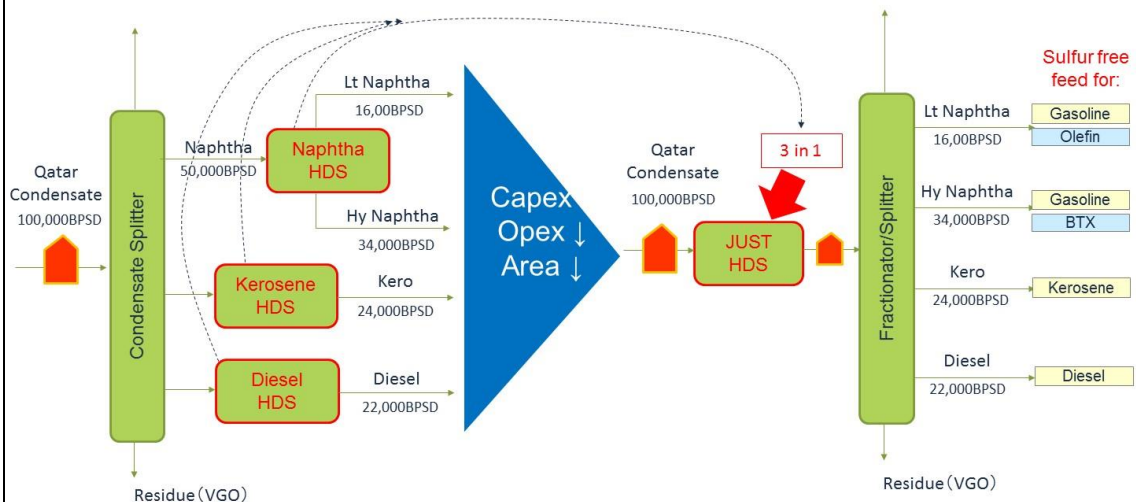 Qatar
Condensate
100,000BPSD
Condensate Splitter
Naphtha
50,000BPSD
Naphtha
HDS
Lt Naphtha
16,00BPSD
Hy Naphtha
34,000BPSD
Kerosene
HDS
Kero
24,000BPSD
Diesel
HDS
Diesel
22,000BPSD
Residue(VGO)
Capex
Opex ↓
Area ↓
Qatar
Condensate
100,000BPSD
3 in 1
JUST
HDS
Fractionator/Splitter
Sulfur free
feed for:
Lt Naphtha
16,00BPSD
Gasoline
Olefin
Hy Naphtha
34,000BPSD
Gasoline
BTX
Kero
24,000BPSD
Kerosene
Diesel
22,000BPSD
Diesel
Residue(VGO)